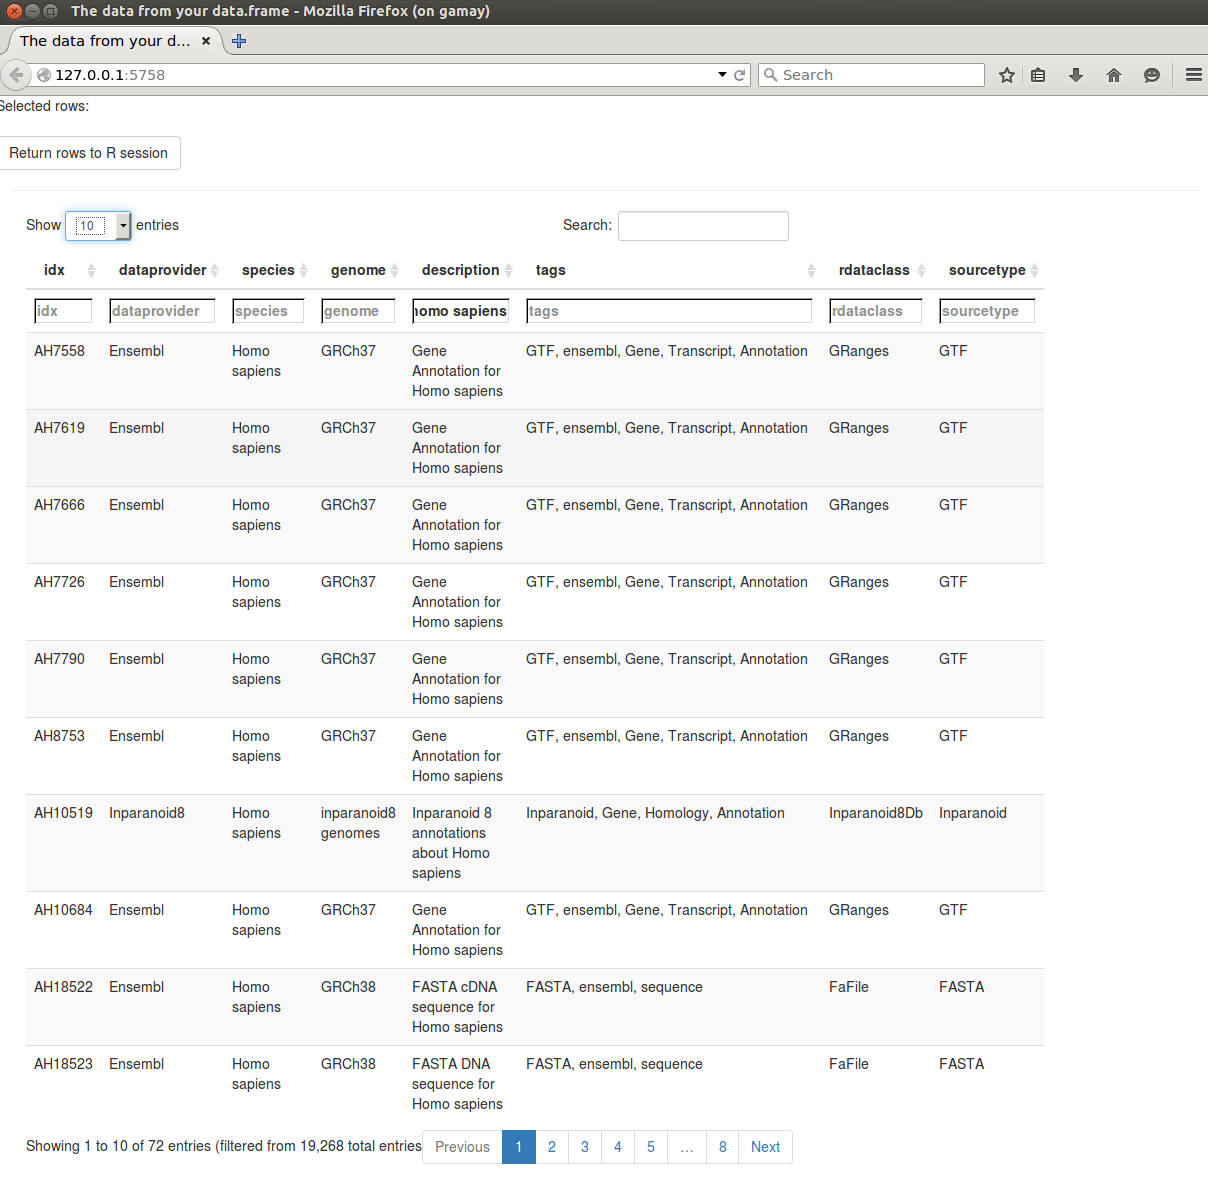 The data from your data.frame - Mozilla Firefox (on gamay)
The data from your d...
127.0.0.1:5758
Search
Selected rows:
Return rows to R session
Show 10 entries
Search:
idx dataprovider species genome description tags rdataclass sourcetype
idx dataprovider species genome homo sapiens tags rdataclass sourcetype
AH7558 Ensembl Homo GRCh37 Gene GTF, ensembl, Gene, Transcript, Annotation GRanges GTF
sapiens Annotation for
Homo sapiens
AH7619 Ensembl Homo GRCh37 Gene GTF, ensembl, Gene, Transcript, Annotation GRanges GTF
sapiens Annotation for
Homo sapiens
AH7666 Ensembl Homo GRCh37 Gene GTF, ensembl, Gene, Transcript, Annotation GRanges GTF
sapiens Annotation for
Homo sapiens
AH7726 Ensembl Homo GRCh37 Gene GTF, ensembl, Gene, Transcript, Annotation GRanges GTF
sapiens Annotation for
Homo sapiens
AH7790 Ensembl Homo GRCh37 Gene GTF, ensembl, Gene, Transcript, Annotation GRanges GTF
sapiens Annotation for
Homo sapiens
AH8753 Ensembl Homo GRCh37 Gene GTF, ensembl, Gene, Transcript, Annotation GRanges GTF
sapiens Annotation for
Homo sapiens
AH10519 Inparanoid8 Homo inparanoid8 Inparanoid 8 Inparanoid, Gene, Homology, Annotation Inparanoid8Db Inparanoid
sapiens genomes annotations
about Homo
sapiens
AH10684 Ensembl Homo GRCh37 Gene GTF, ensembl, Gene, Transcript, Annotation GRanges GTF
sapiens Annotation for
Homo sapiens
AH18522 Ensembl Homo GRCh38 FASTA cDNA FASTA, ensembl, sequence FaFile FASTA
sapiens sequence for
Homo sapiens
AH18523 Ensembl Homo GRCh38 FASTA DNA FASTA, ensembl, sequence FaFile FASTA
sapiens sequence for
Homo sapiens
Showing 1 to 10 of 72 entries (filtered from 19,268 total entries Previous 1 2 3 4 5 ... 8 Next